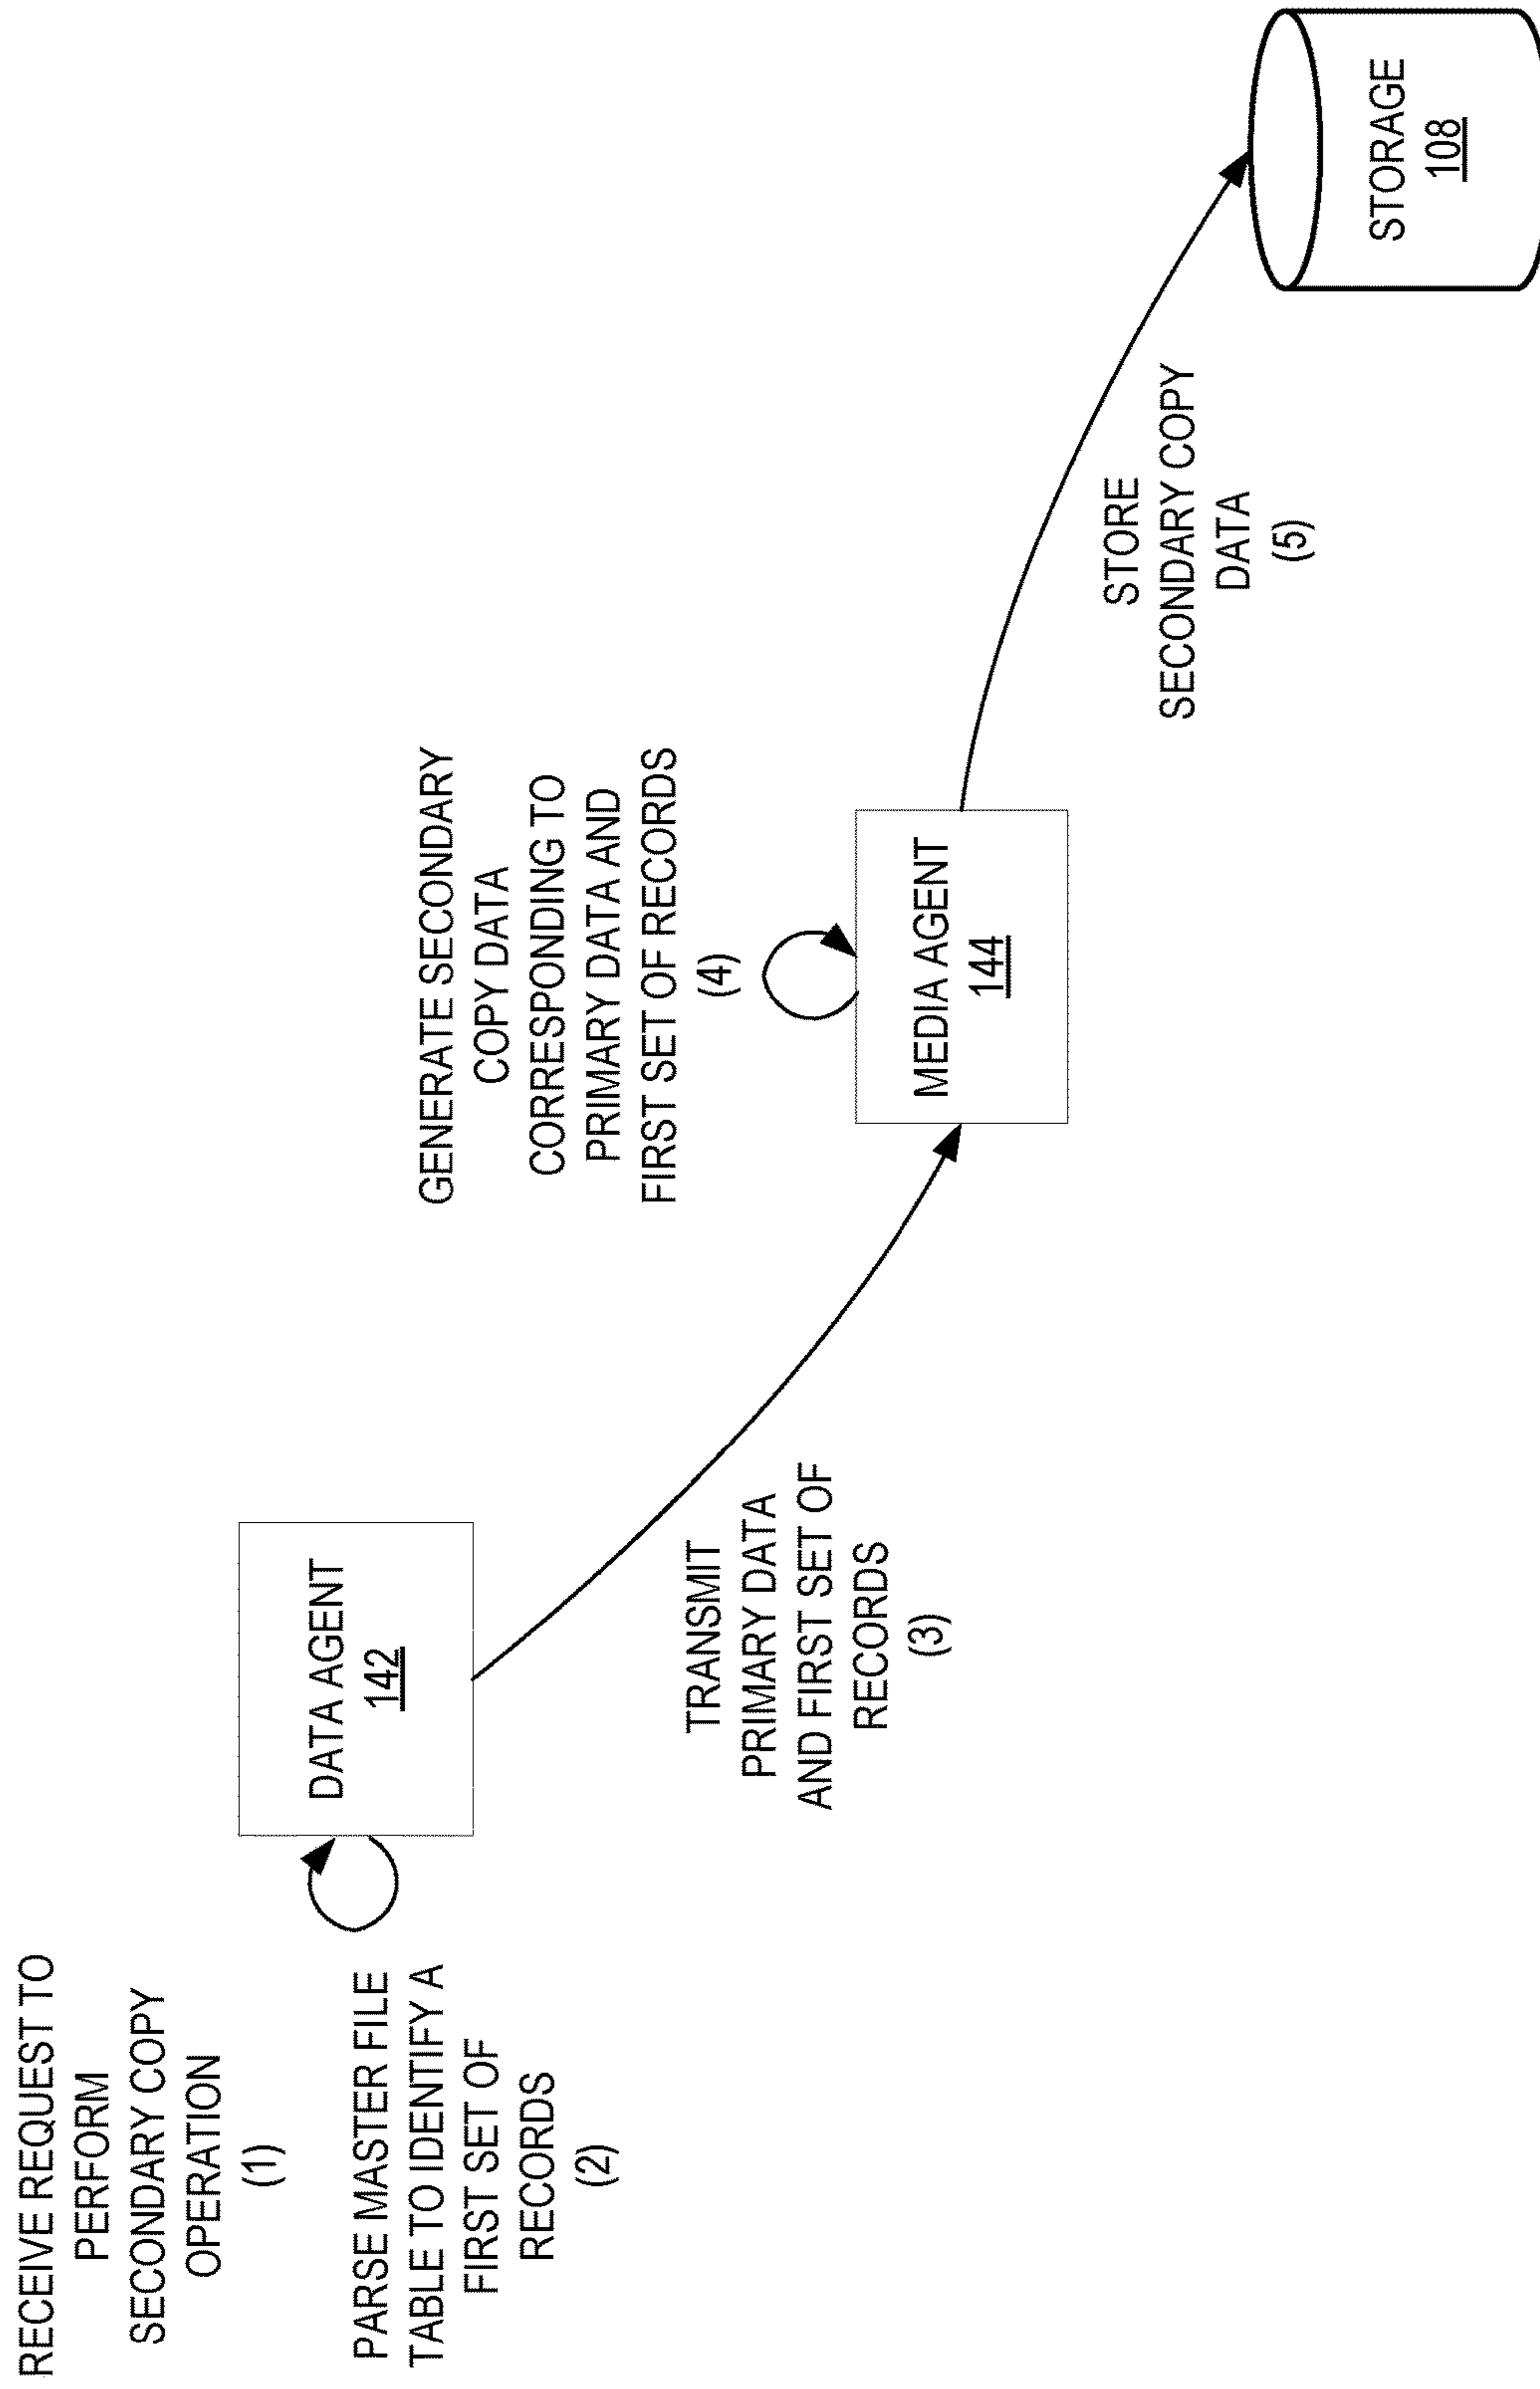 RECEIVE REQUEST TO
PERFORM
SECONDARY COPY
OPERATION
(1)
PARSE MASTER FILE
TABLE TO IDENTIFY A
FIRST SET OF
RECORDS
(2)
DATA AGENT
142
TRANSMIT
PRIMARY DATA
AND FIRST SET OF
RECORDS
(3)
GENERATE SECONDARY
COPY DATA
CORRESPONDING TO
PRIMARY DATA AND
FIRST SET OF RECORDS
(4)
MEDIA AGENT
144
STORE
SECONDARY COPY
DATA
(5)
STORAGE
108